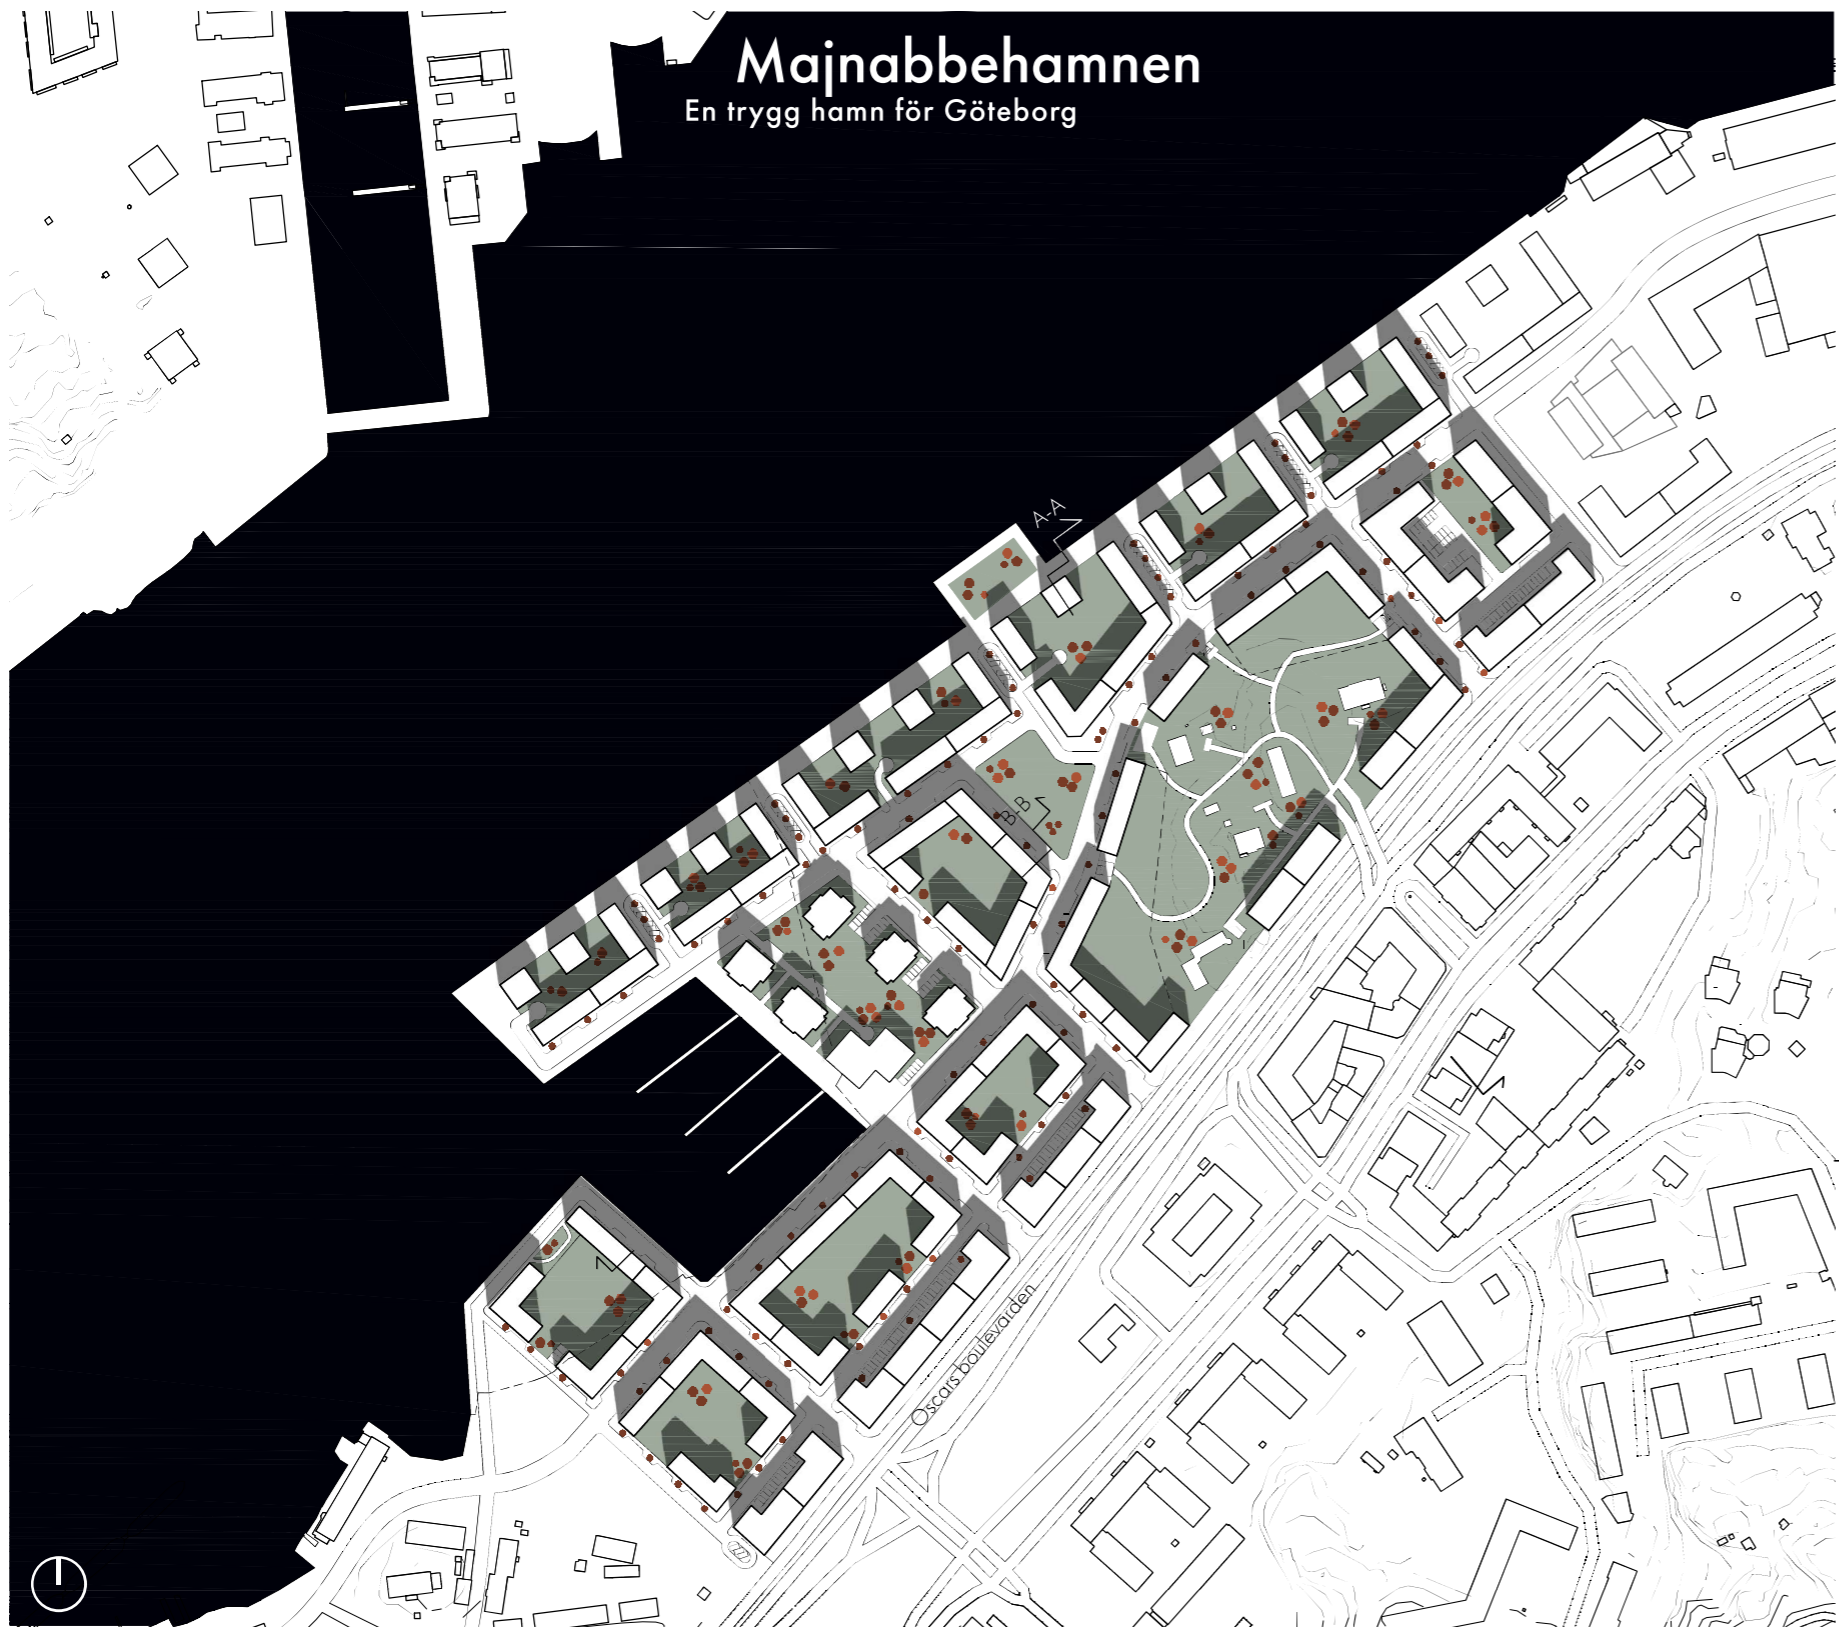 Majnabbehamnen
En trygg hamn för Göteborg
A-A
B-B
Oscars boulevarden